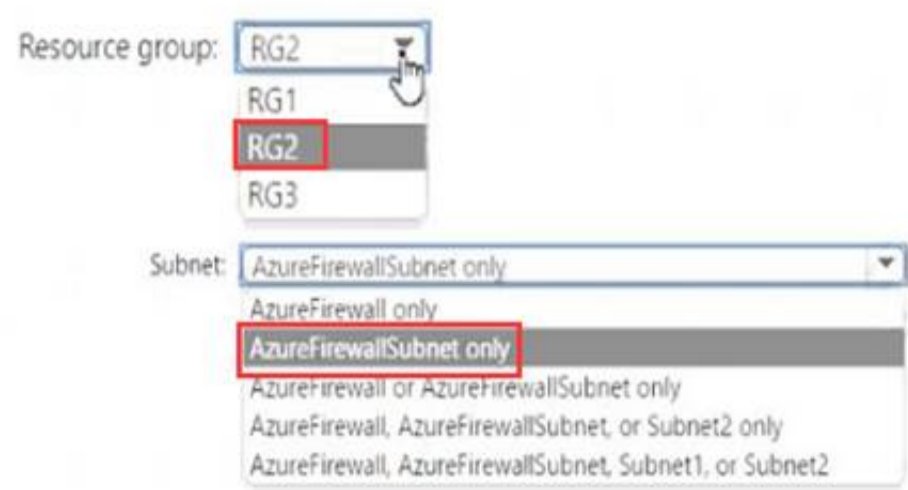 Resource group: RG2
RG1
RG2
RG3
Subnet: AzureFirewallSubnet only
AzureFirewall only
AzureFirewallSubnet only
AzureFirewall or AzureFirewallSubnet only
AzureFirewall, AzureFirewallSubnet, or Subnet2 only
AzureFirewall, AzureFirewallSubnet, Subnet1, or Subnet2